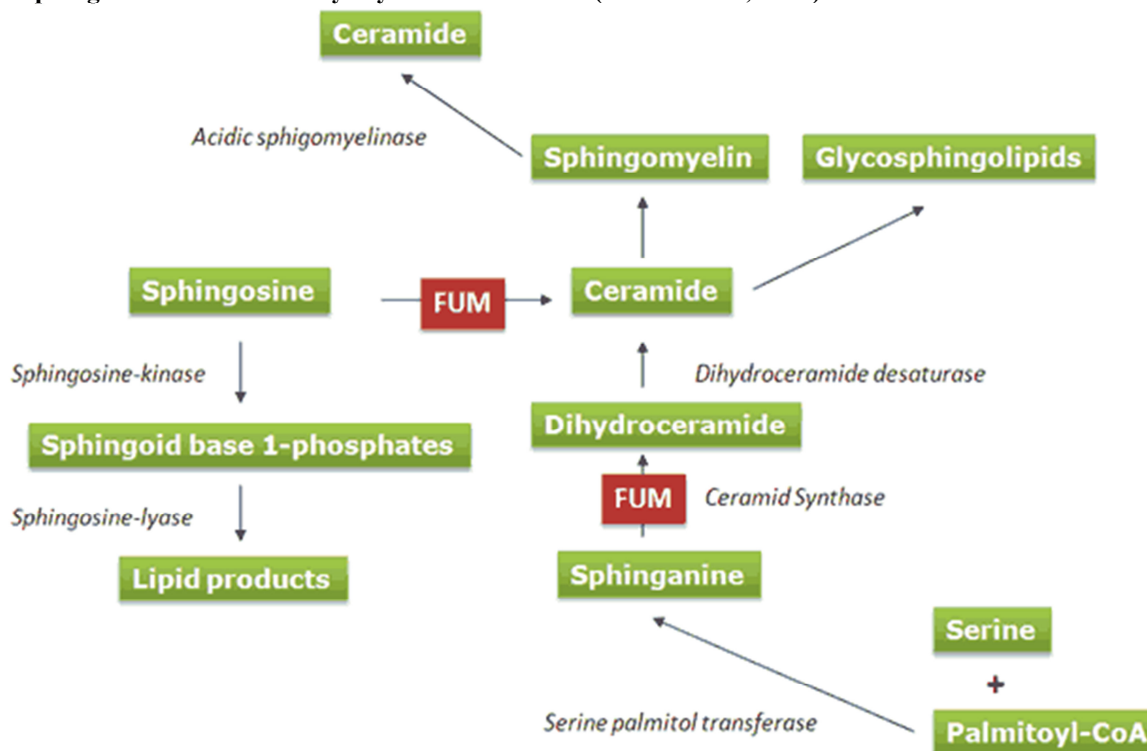 Ceramide
Acidic sphigomyelinase
Sphingomyelin
Glycosphingolipids
Sphingosine
FUM
Ceramide
Sphingosine-kinase
Dihydroceramide desaturase
Sphingoid base 1-phosphates
Dihydroceramide
FUM
Ceramid Synthase
Sphingosine-lyase
Lipid products
Sphinganine
Serine
+
Serine palmitol transferase
Palmitoyl-CoA